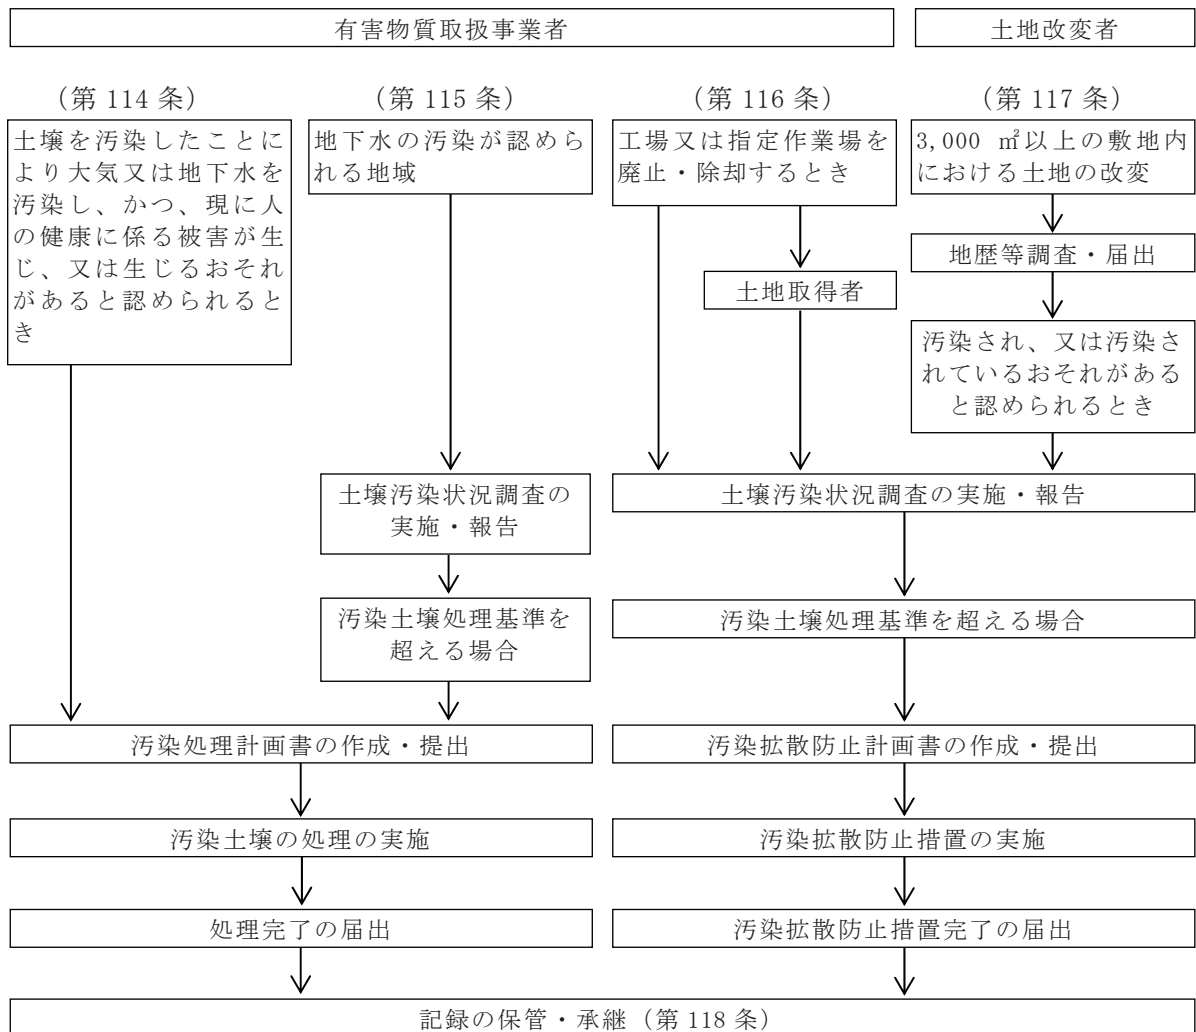 有害物質取扱事業者
土地改変者
（第 114 条）
（第 115 条）
（第 116 条）
（第 117 条）
土壌を汚染したことに
より大気又は地下水を
汚染し、かつ、現に人
の健康に係る被害が生
じ、又は生じるおそれ
があると認められると
き
地下水の汚染が認めら
れる地域
工場又は指定作業場を
廃止・除却するとき
3,000 ㎡以上の敷地内
における土地の改変
地歴等調査・届出
土地取得者
汚染され、又は汚染さ
れているおそれがある
と認められるとき
土壌汚染状況調査の
実施・報告
土壌汚染状況調査の実施・報告
汚染土壌処理基準を
超える場合
汚染土壌処理基準を超える場合
汚染処理計画書の作成・提出
汚染拡散防止計画書の作成・提出
汚染土壌の処理の実施
汚染拡散防止措置の実施
処理完了の届出
汚染拡散防止措置完了の届出
記録の保管・承継（第 118 条）